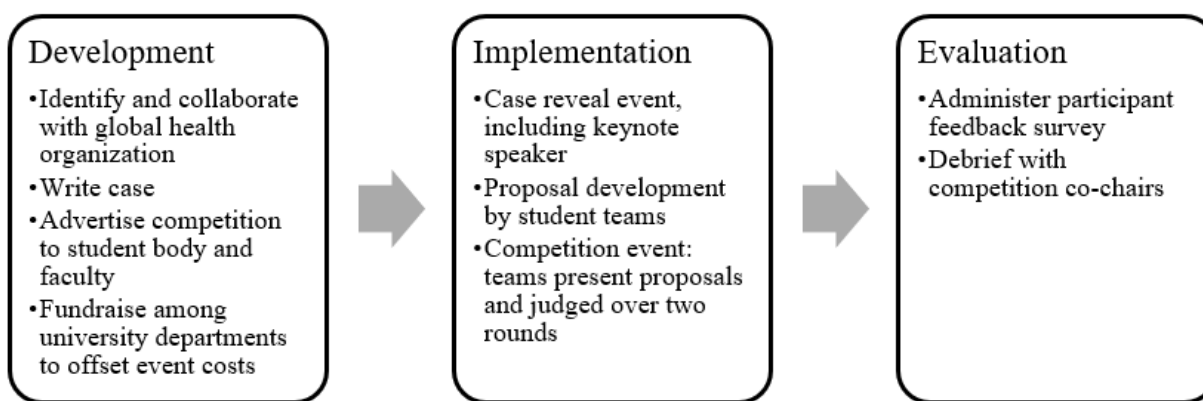 Development
•Identify and collaborate
with global health
organization
•Write case
•Advertise competition
to student body and
faculty
•Fundraise among
university departments
to offset event costs
Implementation
•Case reveal event,
including keynote
speaker
•Proposal development
by student teams
•Competition event:
teams present proposals
and judged over two
rounds
Evaluation
•Administer participant
feedback survey
•Debrief with
competition co-chairs